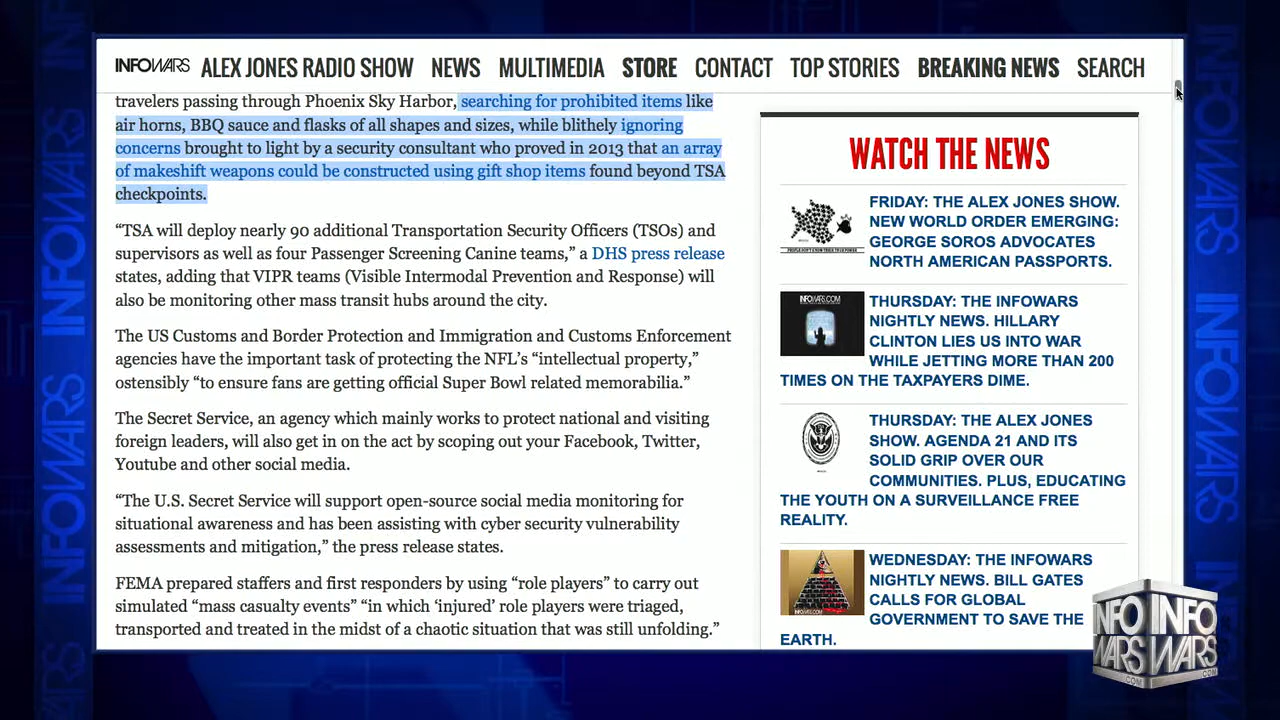 INFOWARS ALEX JONES RADIO SHOW NEWS MULTIMEDIA STORE CONTACT TOP STORIES BREAKING NEWS SEARCH
travelers passing through Phoenix Sky Harbor, searching for prohibited items like
air horns, BBQ sauce and flasks of all shapes and sizes, while blithely ignoring
concerns brought to light by a security consultant who proved in 2013 that an array
of makeshift weapons could be constructed using gift shop items found beyond TSA
checkpoints.
“TSA will deploy nearly 90 additional Transportation Security Officers (TSOs) and
supervisors as well as four Passenger Screening Canine teams,” a DHS press release
states, adding that VIPR teams (Visible Intermodal Prevention and Response) will
also be monitoring other mass transit hubs around the city.
The US Customs and Border Protection and Immigration and Customs Enforcement
agencies have the important task of protecting the NFL’s “intellectual property,”
ostensibly “to ensure fans are getting official Super Bowl related memorabilia.”
The Secret Service, an agency which mainly works to protect national and visiting
foreign leaders, will also get in on the act by scoping out your Facebook, Twitter,
Youtube and other social media.
“The U.S. Secret Service will support open-source social media monitoring for
situational awareness and has been assisting with cyber security vulnerability
assessments and mitigation,” the press release states.
FEMA prepared staffers and first responders by using “role players” to carry out
simulated “mass casualty events” “in which ‘injured’ role players were triaged,
transported and treated in the midst of a chaotic situation that was still unfolding.”
WATCH THE NEWS
FRIDAY: THE ALEX JONES SHOW.
NEW WORLD ORDER EMERGING:
GEORGE SOROS ADVOCATES
NORTH AMERICAN PASSPORTS.
INFOWARS.COM
THURSDAY: THE INFOWARS
NIGHTLY NEWS. HILLARY
CLINTON LIES US INTO WAR
WHILE JETTING MORE THAN 200
TIMES ON THE TAXPAYERS DIME.
THURSDAY: THE ALEX JONES
SHOW. AGENDA 21 AND ITS
SOLID GRIP OVER OUR
COMMUNITIES. PLUS, EDUCATING
THE YOUTH ON A SURVEILLANCE FREE
REALITY.
WEDNESDAY: THE INFOWARS
NIGHTLY NEWS. BILL GATES
CALLS FOR GLOBAL
GOVERNMENT TO SAVE THE
EARTH.
INFO INFO
WARS WARS
.COM .COM
INFOWARS
INFOWARS